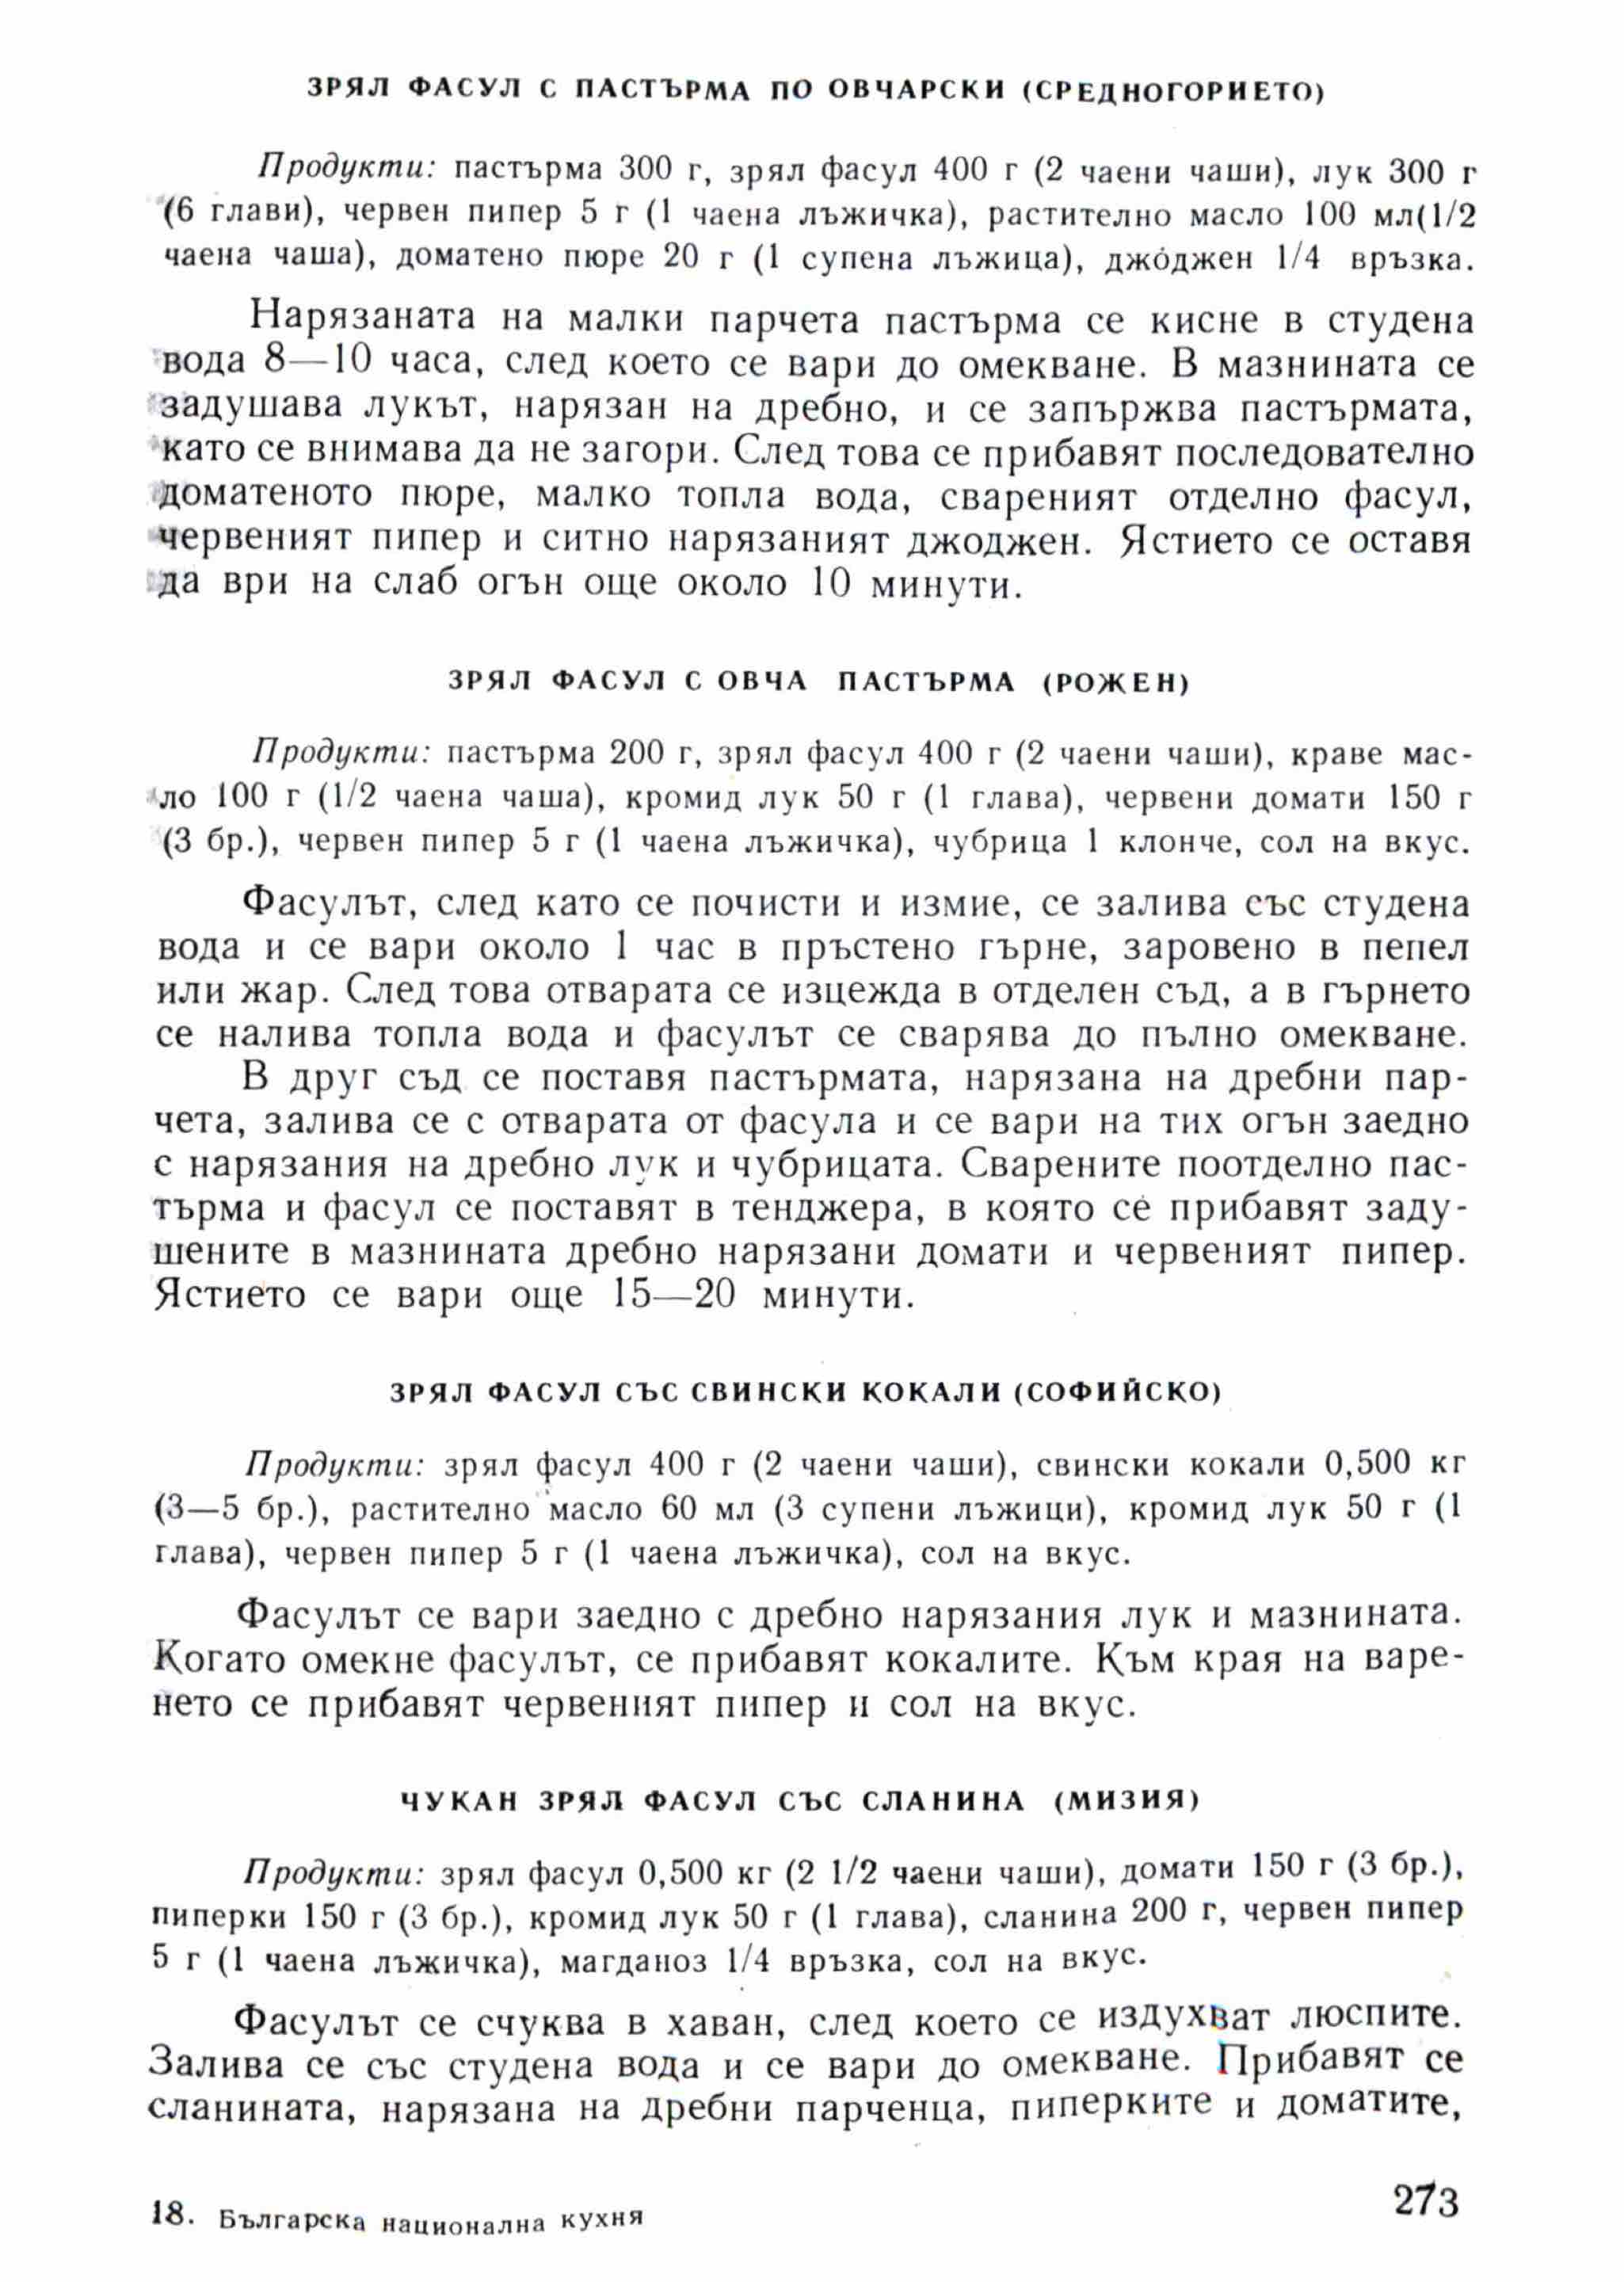 ЗРЯЛ ФАСУЛ С ПАСТЪРМА ПО ОВЧАРСКИ (СРЕДНОГОРИЕТО)
Продукти: пастърма 300 г, зрял фасул 400 г (2 чаени чаши), лук 300 г
(6 глави), червен пипер 5 г (1 чаена лъжичка), растително масло 100 мл(1/2
чаена чаша), доматено пюре 20 г (1 супена лъжица), джоджен 1/4 връзка.
Нарязаната на малки парчета пастърма се кисне в студена
вода 8—10 часа, след което се вари до омекване. В мазнината се
задушава лукът, нарязан на дребно, и се запържва пастърмата,
като се внимава да не загори. След това се прибавят последователно
доматеното пюре, малко топла вода, свареният отделно фасул,
червеният пипер и ситно нарязаният джоджен. Ястието се оставя
да ври на слаб огън още около 10 минути.
ЗРЯЛ ФАСУЛ С ОВЧА ПАСТЪРМА (РОЖЕН)
Продукти: пастърма 200 г, зрял фасул 400 г (2 чаени чаши), краве мас-
ло 100 г (1/2 чаена чаша), кромид лук 50 г (1 глава), червени домати 150 г
(3 бр.), червен пипер 5 г (1 чаена лъжичка), чубрица 1 клонче, сол на вкус.
Фасулът, след като се почисти и измие, се залива със студена
вода и се вари около 1 час в пръстено гърне, заровено в пепел
или жар. След това отварата се изцежда в отделен съд, а в гърнето
се налива топла вода и фасулът се сварява до пълно омекване.
В друг съд се поставя пастърмата, нарязана на дребни пар-
чета, залива се с отварата от фасула и се вари на тих огън заедно
с нарязания на дребно лук и чубрицата. Сварените поотделно пас-
търма и фасул се поставят в тенджера, в която се прибавят заду-
шените в мазнината дребно нарязани домати и червеният пипер.
Ястието се вари още 15—20 минути.
ЗРЯЛ ФАСУЛ СЪС СВИНСКИ КОКАЛИ (СОФИЙСКО)
Продукти: зрял фасул 400 г (2 чаени чаши), свински кокали 0,500 кг
(3—5 бр.), растително масло 60 мл (3 супени лъжици), кромид лук 50 г (1
глава), червен пипер 5 г (1 чаена лъжичка), сол на вкус.
Фасулът се вари заедно с дребно нарязания лук и мазнината.
Когато омекне фасулът, се прибавят кокалите. Към края на варе-
нето се прибавят червеният пипер и сол на вкус.
ЧУКАН ЗРЯЛ ФАСУЛ СЪС СЛАНИНА (МИЗИЯ)
Продукти: зрял фасул 0,500 кг (2 1/2 чаени чаши), домати 150 г (3 бр.),
пиперки 150 г (3 бр.), кромид лук 50 г (1 глава), сланина 200 г, червен пипер
5 г (1 чаена лъжичка), магданоз 1/4 връзка, сол на вкус.
Фасулът се счуква в хаван, след което се издухват люспите.
Залива се със студена вода и се вари до омекване. Прибавят се
сланината, нарязана на дребни парченца, пиперките и доматите,
18. Българска национална кухня
273